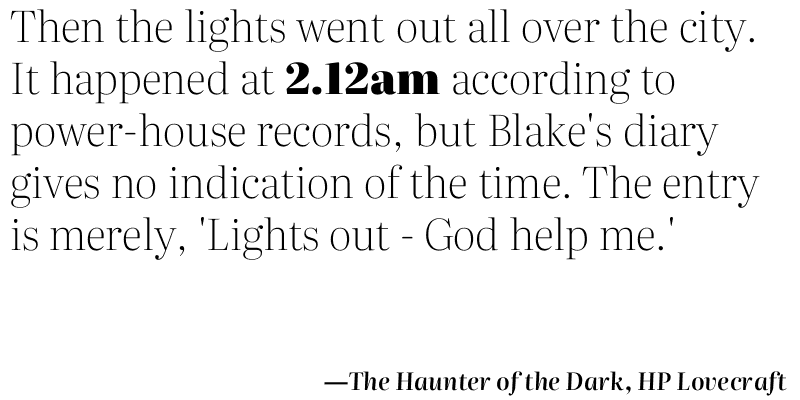 Then the lights went out all over the city.
It happened at 2.12am according to
power-house records, but Blake's diary
gives no indication of the time. The entry
is merely, 'Lights out - God help me.'
—The Haunter of the Dark, HP Lovecraft